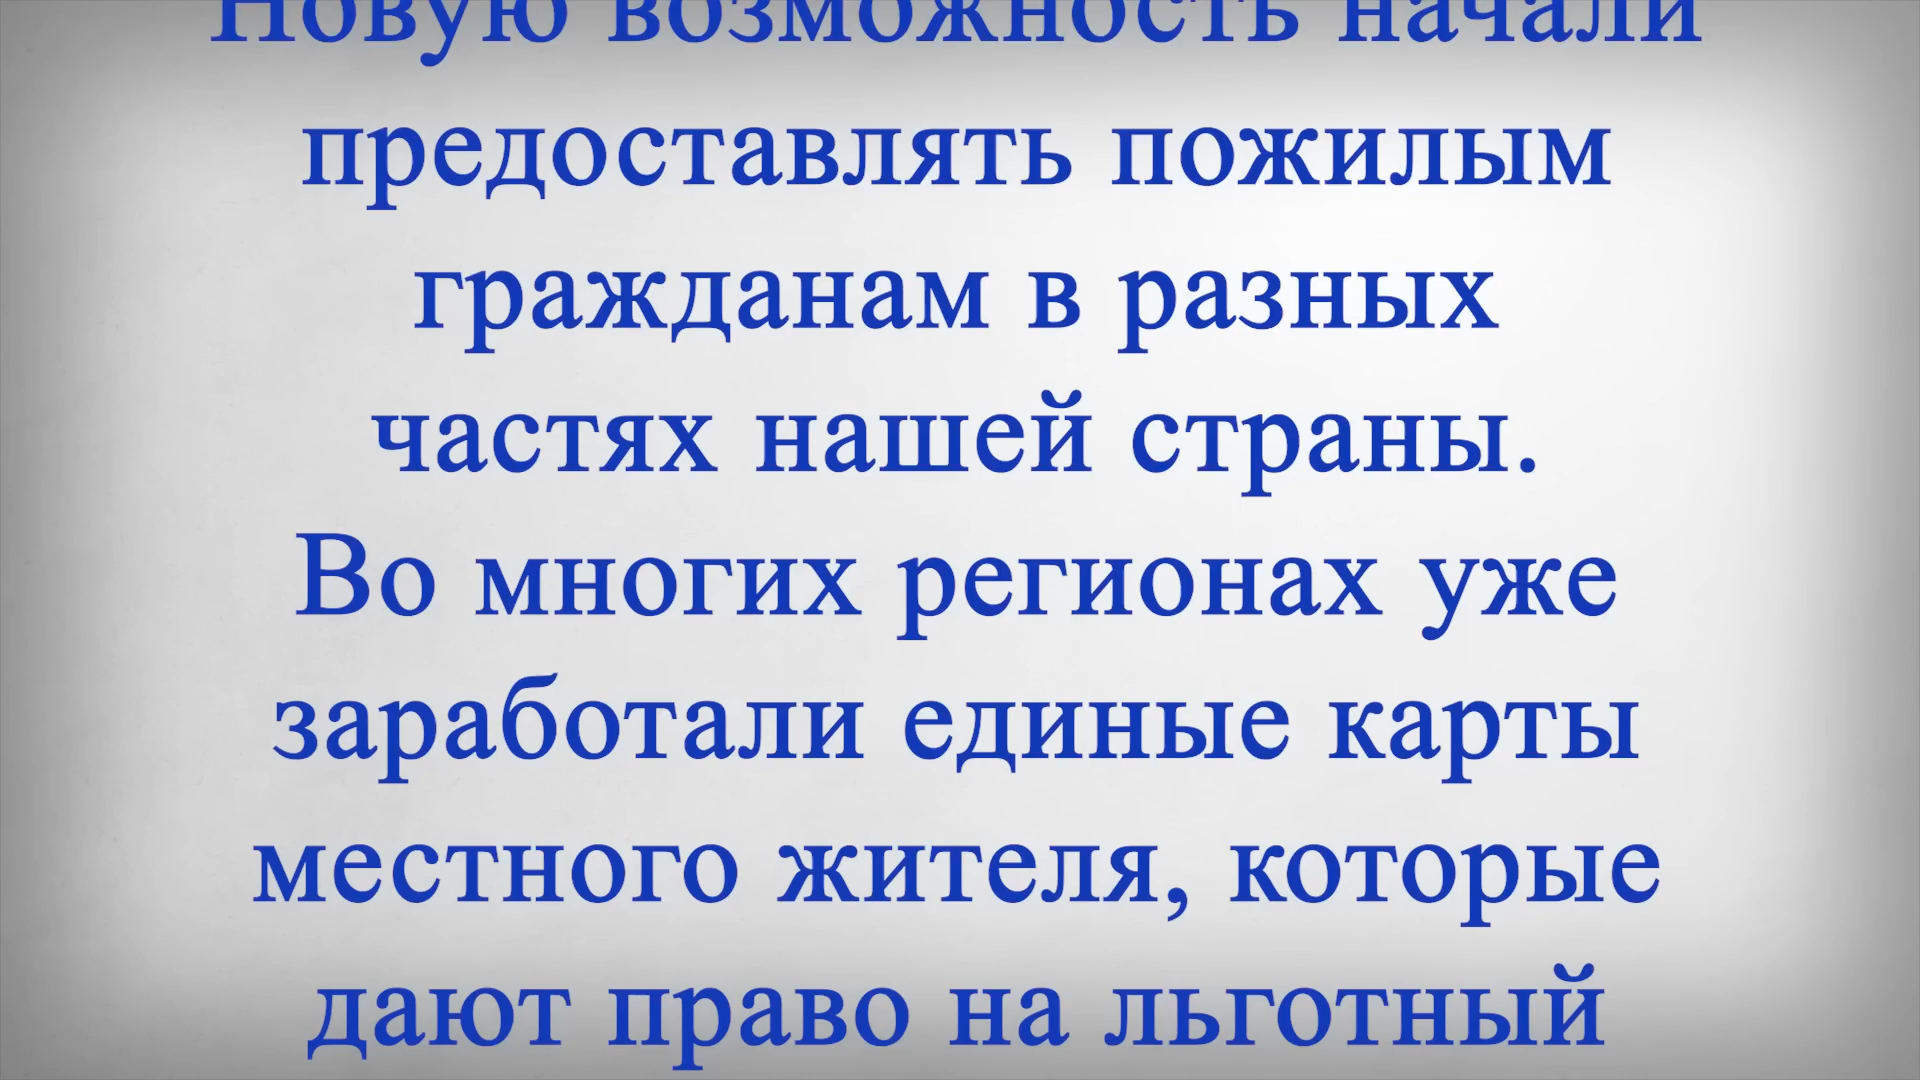 Новую возможность начали
предоставлять пожилым
гражданам в разных
частях нашей страны.
Во многих регионах уже
заработали единые карты
местного жителя, которые
дают право на льготный